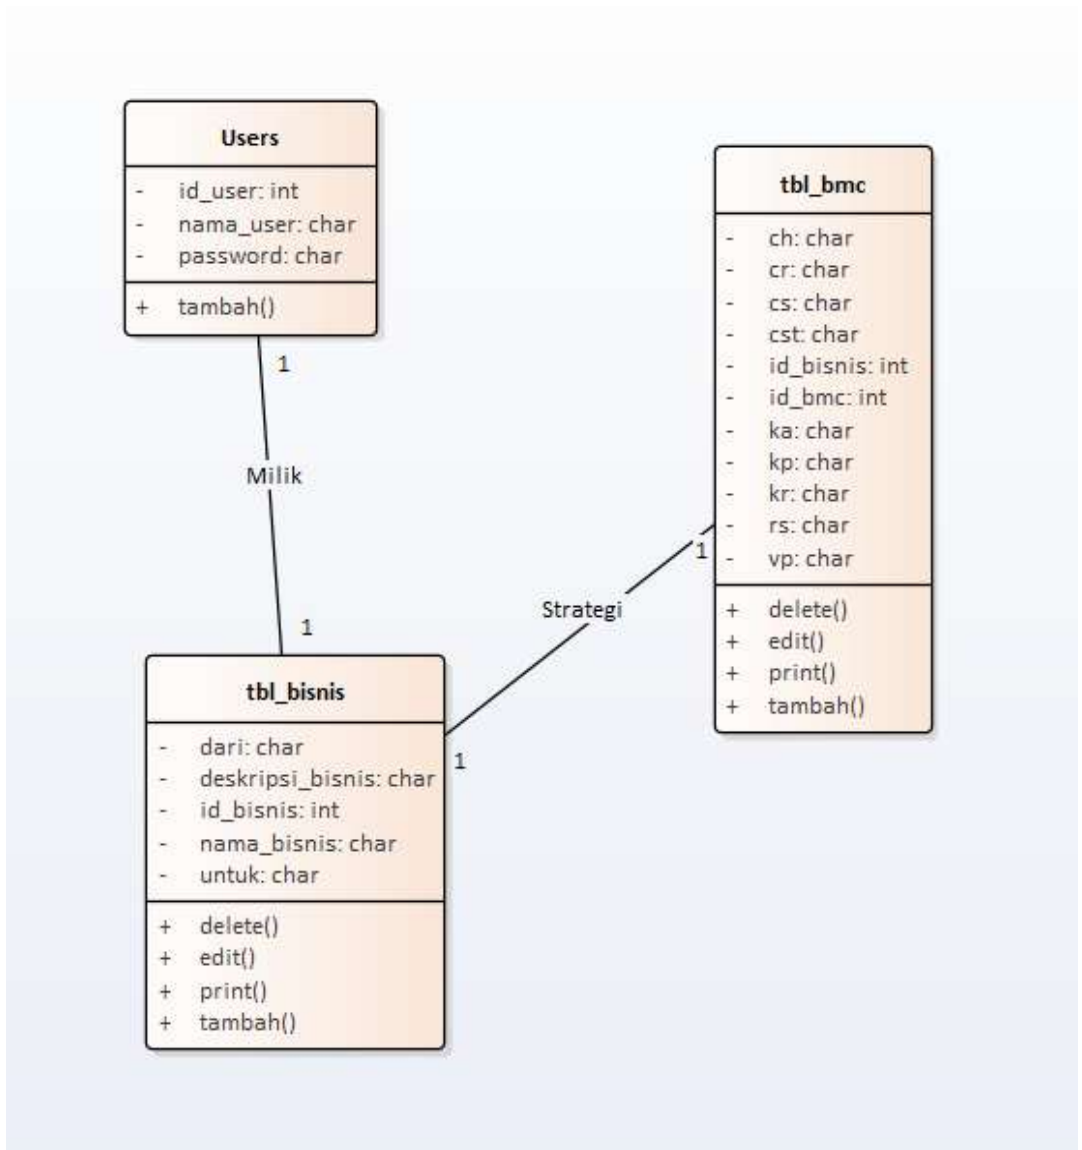 Users
- id_user: int
- nama_user: char
- password: char
+ tambah()
1
Milik
1
tbl_bisnis
- dari: char
- deskripsi_bisnis: char
- id_bisnis: int
- nama_bisnis: char
- untuk: char
+ delete()
+ edit()
+ print()
+ tambah()
1
Strategi
1
tbl_bmc
- ch: char
- cr: char
- cs: char
- cst: char
- id_bisnis: int
- id_bmc: int
- ka: char
- kp: char
- kr: char
- rs: char
- vp: char
+ delete()
+ edit()
+ print()
+ tambah()